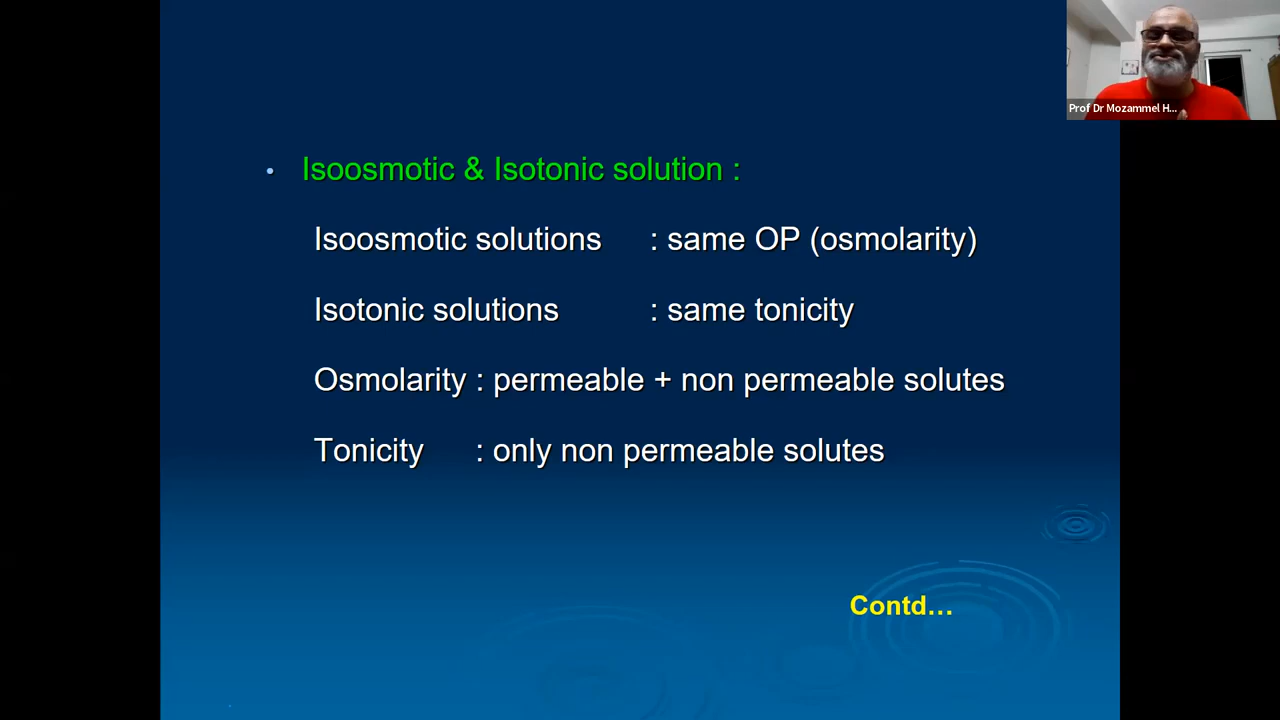 Prof Dr Mozammel H...
• Isoosmotic & Isotonic solution :
Isoosmotic solutions : same OP (osmolarity)
Isotonic solutions : same tonicity
Osmolarity : permeable + non permeable solutes
Tonicity : only non permeable solutes
Contd...